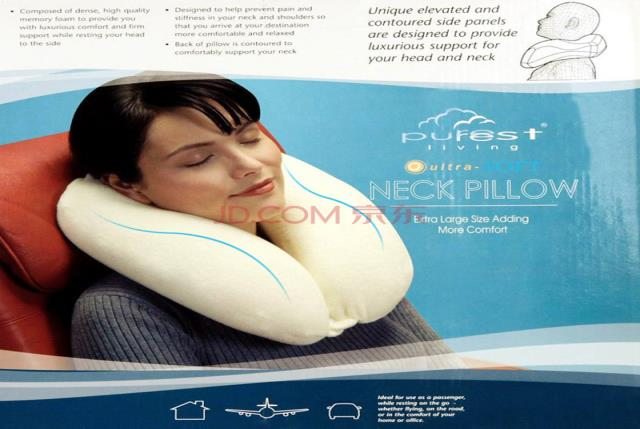 • Composed of dense, high quality
memory foam to provide you
with luxurious comfort and firm
support while resting your head
to the side
• Designed to help prevent pain and
stiffness in your neck and shoulders so
that you arrive at your destination
more comfortable and relaxed
• Back of pillow is contoured to
comfortably support your neck
Unique elevated and
contoured side panels
are designed to provide
luxurious support for
your head and neck
purest®
living
ultra-SOFT
NECK PILLOW
Extra Large Size Adding
More Comfort
JD.COM 京东
Ideal for use as a passenger,
while resting on the go –
whether flying, on the road,
or in the comfort of your
home or office.